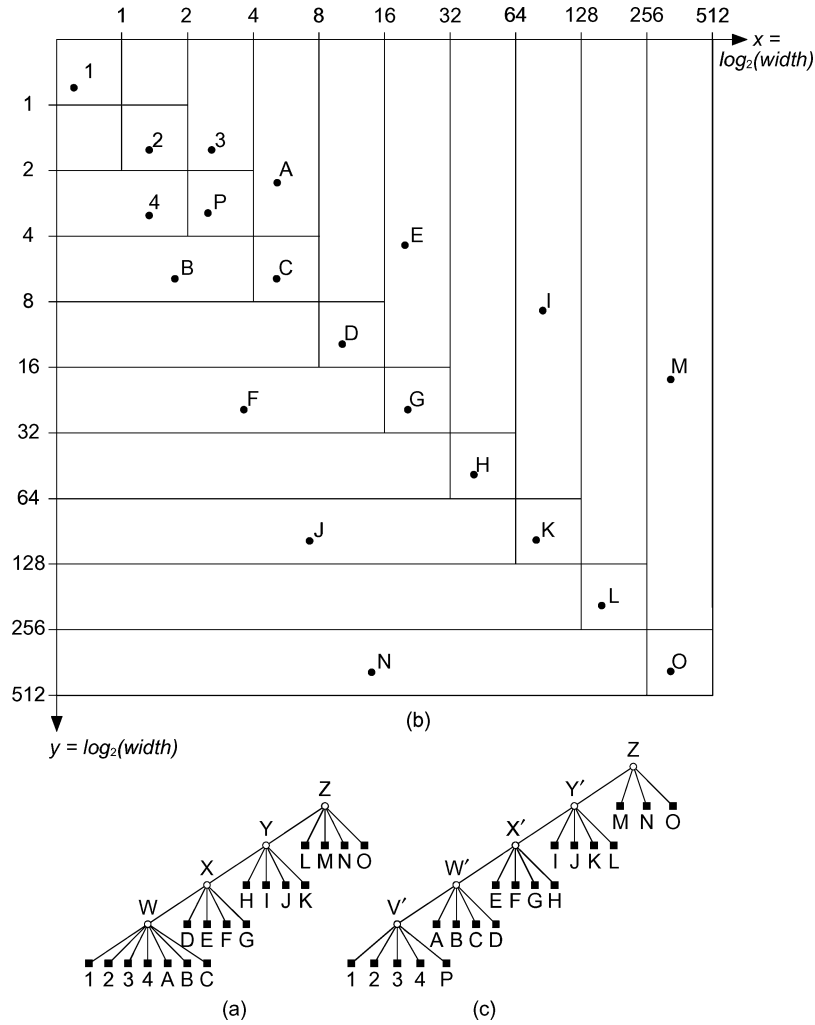 1 2 4 8 16 32 64 128 256 512
x =
log₂(width)
1
1
2 3
2
A
4 P
4
E
B C
8
I
D
16
M
F G
32
H
64
J K
128
L
256
N O
512
(b)
y = log₂(width)
Z
Z
Y Y′
M N O
L M N O
X X′
I J K L
H I J K
W W′
E F G H
D E F G
V′
A B C D
1 2 3 4 A B C
1 2 3 4 P
(a) (c)